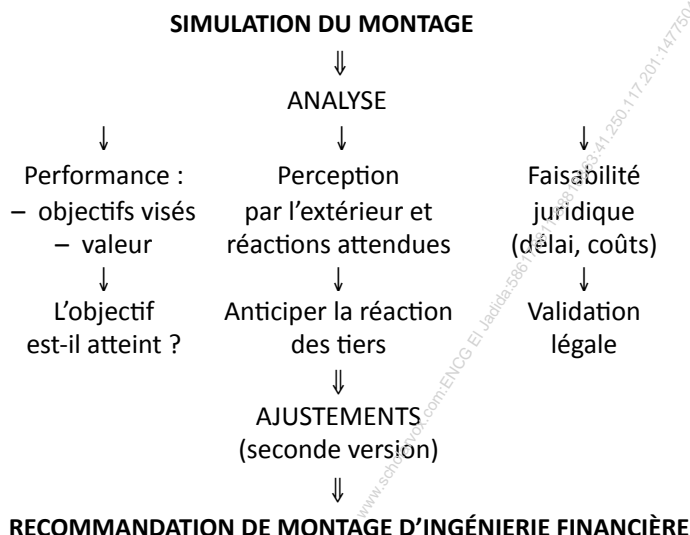 SIMULATION DU MONTAGE
⇓
ANALYSE
↓ ↓ ↓
Performance :
– objectifs visés
– valeur
↓
L’objectif
est-il atteint ?
Perception
par l’extérieur et
réactions attendues
↓
Anticiper la réaction
des tiers
Faisabilité
juridique
(délai, coûts)
↓
Validation
légale
⇓
AJUSTEMENTS
(seconde version)
⇓
RECOMMANDATION DE MONTAGE D’INGÉNIERIE FINANCIÈRE